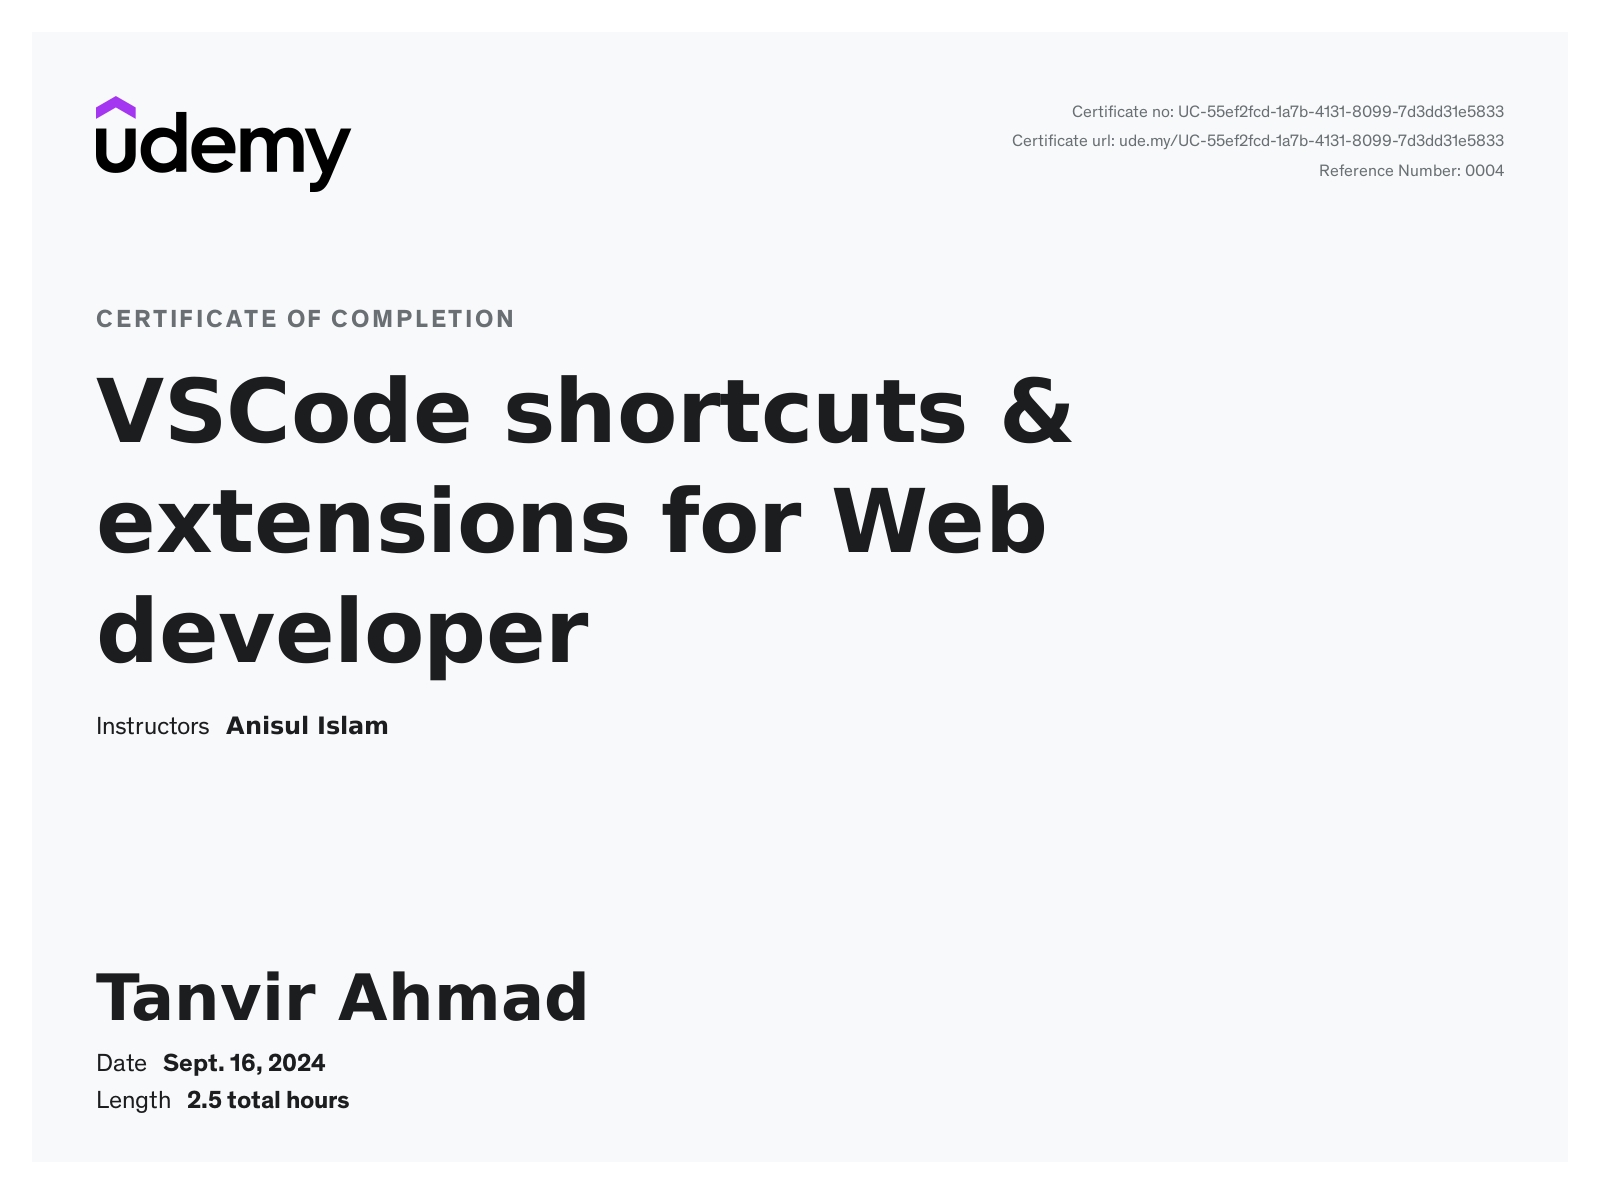 udemy
Certificate no: UC-55ef2fcd-1a7b-4131-8099-7d3dd31e5833
Certificate url: ude.my/UC-55ef2fcd-1a7b-4131-8099-7d3dd31e5833
Reference Number: 0004
CERTIFICATE OF COMPLETION
VSCode shortcuts &
extensions for Web
developer
Instructors Anisul Islam
Tanvir Ahmad
Date Sept. 16, 2024
Length 2.5 total hours